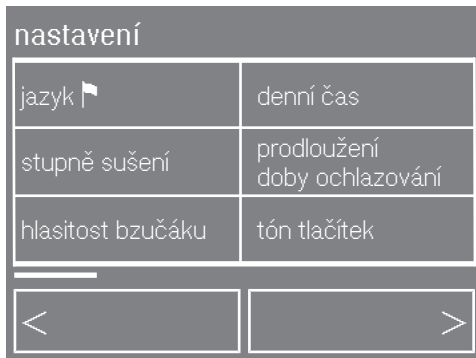 nastavení
jazyk
denní čas
stupně sušení
prodloužení
doby ochlazování
hlasitost bzučáku
tón tlačítek
< >